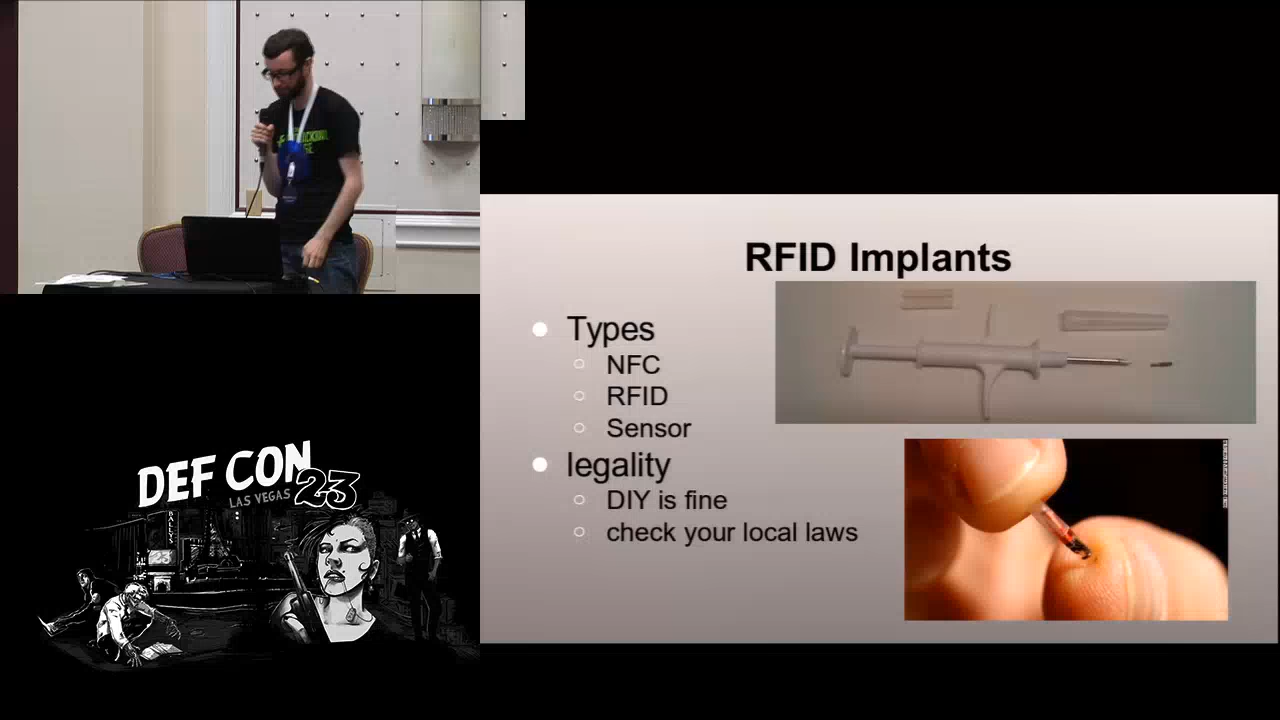 RFID Implants
Types
NFC
RFID
Sensor
legality
DIY is fine
check your local laws
DEF CON
LAS VEGAS 23
BALLY'S